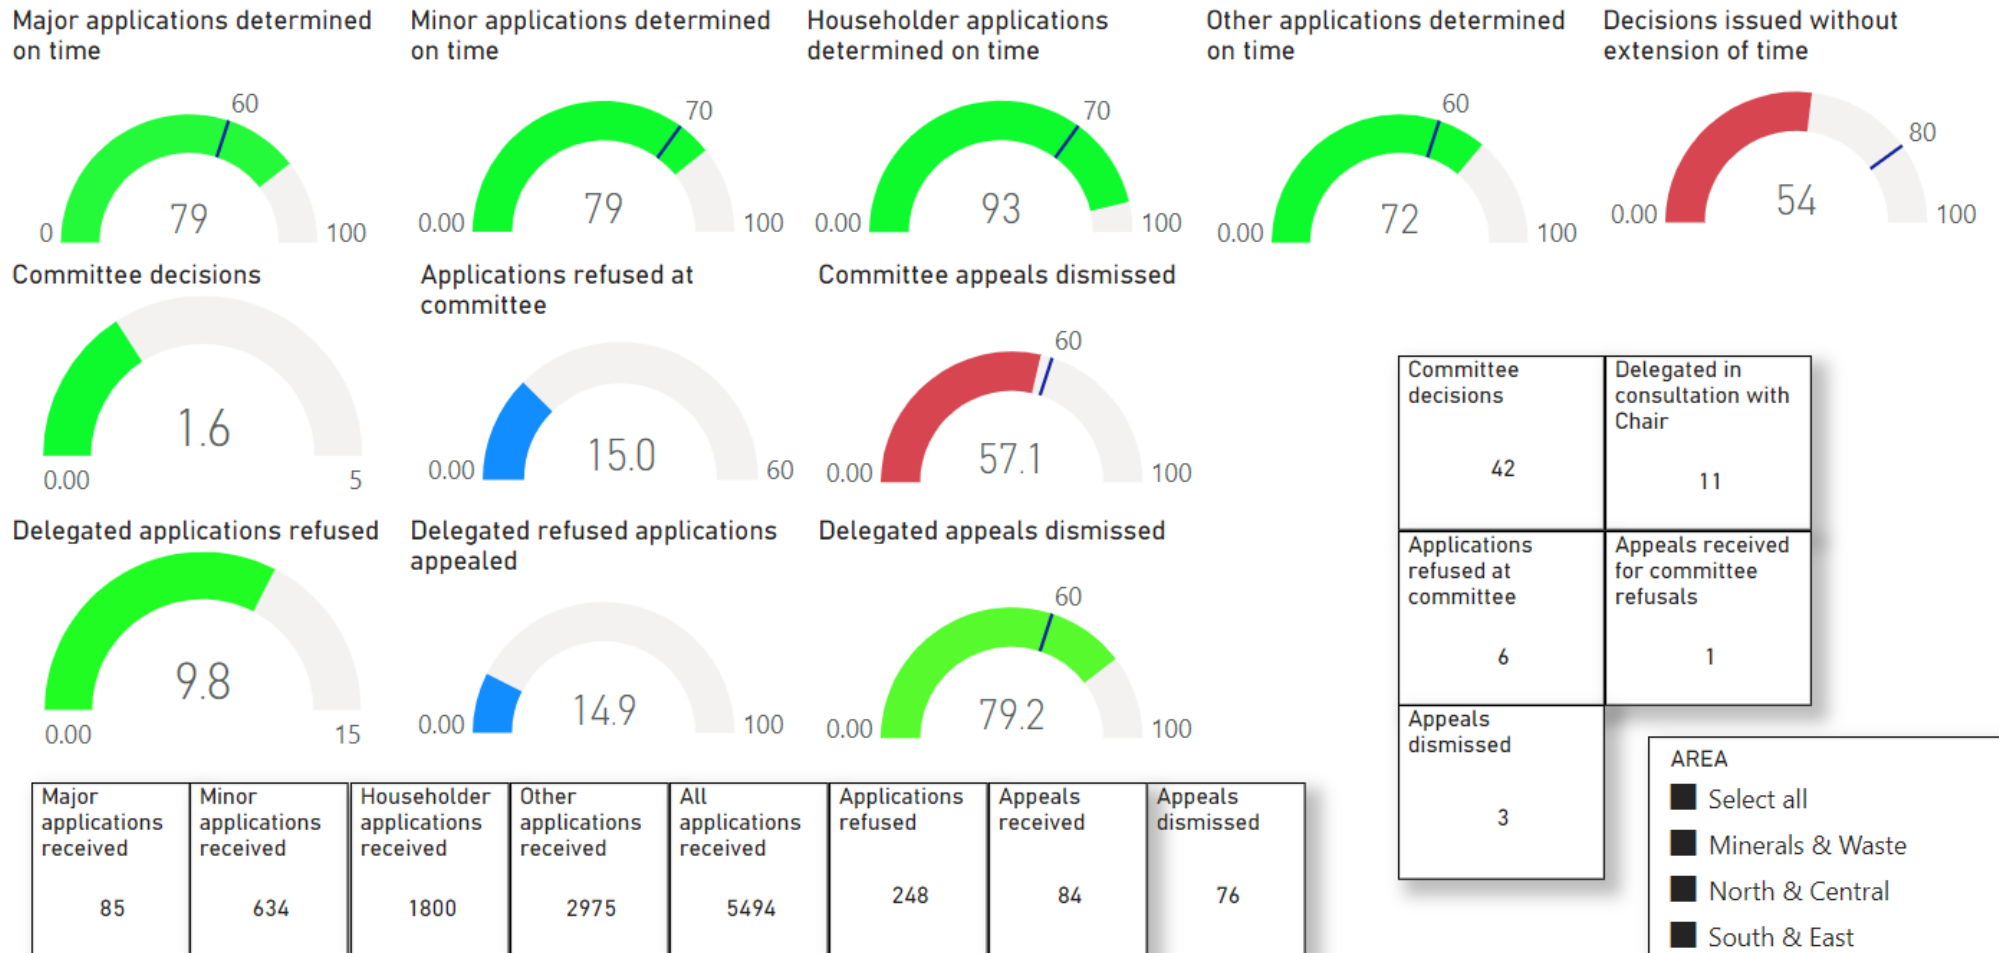 Major applications determined
on time
60
79
0
100
Minor applications determined
on time
70
79
0.00
100
Householder applications
determined on time
70
93
0.00
100
Other applications determined
on time
60
72
0.00
100
Decisions issued without
extension of time
80
54
0.00
100
Committee decisions
1.6
0.00
5
Applications refused at
committee
15.0
0.00
60
Committee appeals dismissed
60
57.1
0.00
100
Delegated applications refused
9.8
0.00
15
Delegated refused applications
appealed
14.9
0.00
100
Delegated appeals dismissed
60
79.2
0.00
100
Committee
decisions
42
Delegated in
consultation with
Chair
11
Applications
refused at
committee
6
Appeals received
for committee
refusals
1
Appeals
dismissed
3
AREA
Select all
Minerals & Waste
North & Central
South & East
Major
applications
received
85
Minor
applications
received
634
Householder
applications
received
1800
Other
applications
received
2975
All
applications
received
5494
Applications
refused
248
Appeals
received
84
Appeals
dismissed
76